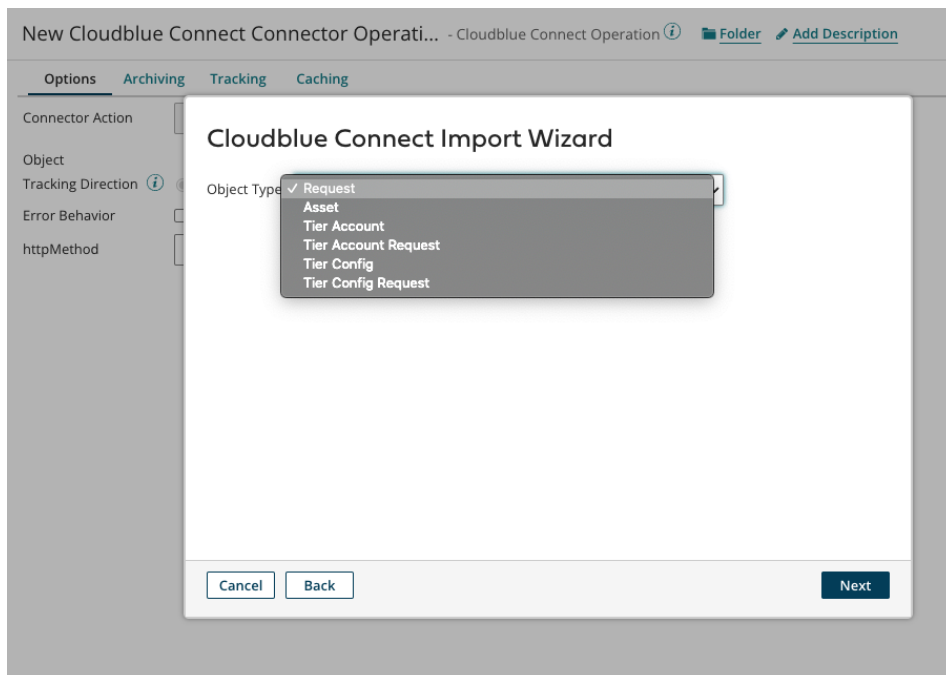 New Cloudblue Connect Connector Operati... - Cloudblue Connect Operation i Folder Add Description
Options Archiving Tracking Caching
Connector Action
Object
Tracking Direction i
Error Behavior
httpMethod
Cloudblue Connect Import Wizard
Object Type ✓ Request
Asset
Tier Account
Tier Account Request
Tier Config
Tier Config Request
Cancel Back Next